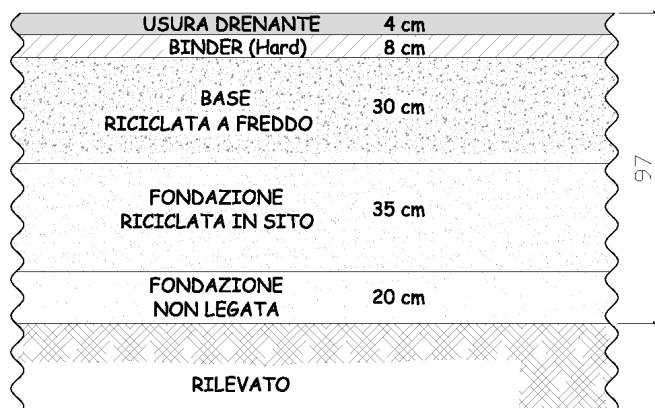 USURA DRENANTE 4 cm
BINDER (Hard) 8 cm
BASE
RICICLATA A FREDDO 30 cm
FONDAZIONE
RICICLATA IN SITO 35 cm
FONDAZIONE
NON LEGATA 20 cm
RILEVATO
97